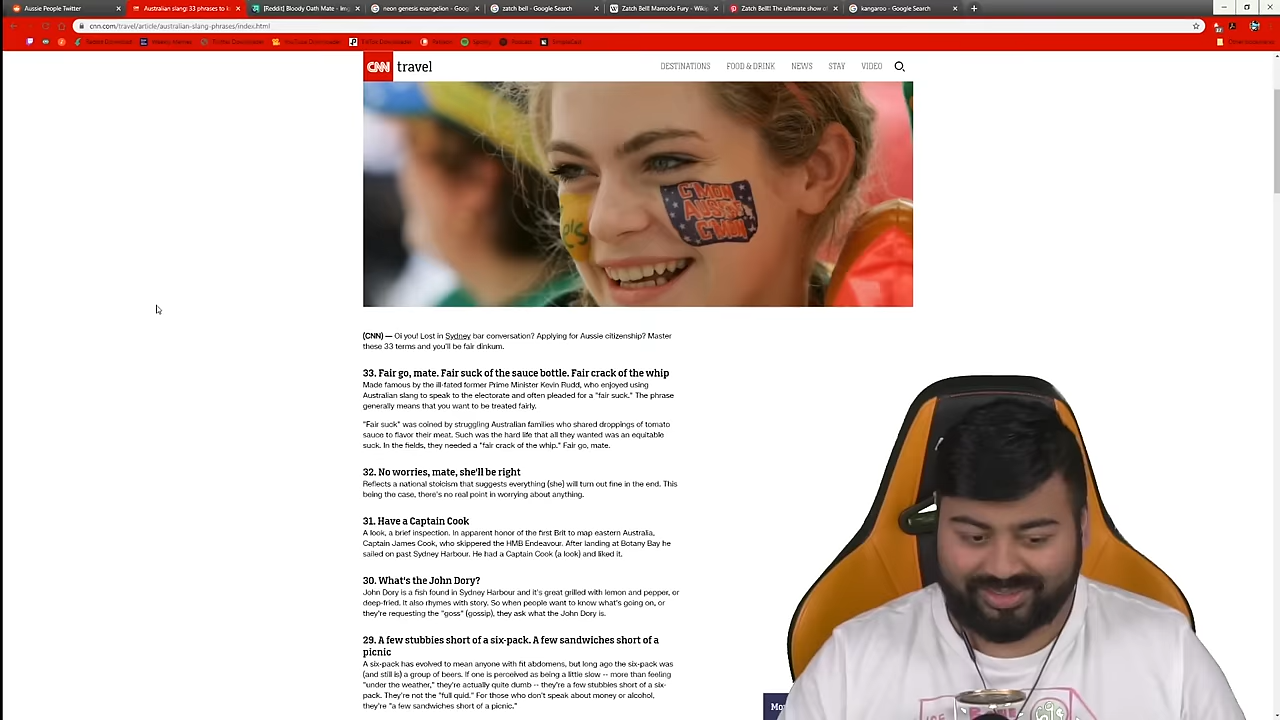 Aussie People Twitter
Australian slang: 33 phrases to
[Reddit] Bloody Oath Mate - Im
neon genesis evangelion - Goog
zatch bell - Google Search
Zatch Bell! Mamodo Fury - Wik
Zatch Bell!: The ultimate show o
kangaroo - Google Search
cnn.com/travel/article/australian-slang-phrases/index.html
CNN travel
DESTINATIONS FOOD & DRINK NEWS STAY VIDEO
C'MON
AUSSIE
C'MON
(CNN) — Oi you! Lost in Sydney bar conversation? Applying for Aussie citizenship? Master
these 33 terms and you'll be fair dinkum.
33. Fair go, mate. Fair suck of the sauce bottle. Fair crack of the whip
Made famous by the ill-fated former Prime Minister Kevin Rudd, who enjoyed using
Australian slang to speak to the electorate and often pleaded for a "fair suck." The phrase
generally means that you want to be treated fairly.
"Fair suck" was coined by struggling Australian families who shared droppings of tomato
sauce to flavor their meat. Such was the hard life that all they wanted was an equitable
suck. In the fields, they needed a "fair crack of the whip." Fair go, mate.
32. No worries, mate, she'll be right
Reflects a national stoicism that suggests everything (she) will turn out fine in the end. This
being the case, there's no real point in worrying about anything.
31. Have a Captain Cook
A look, a brief inspection. In apparent honor of the first Brit to map eastern Australia,
Captain James Cook, who skippered the HMB Endeavour. After landing at Botany Bay he
sailed on past Sydney Harbour. He had a Captain Cook (a look) and liked it.
30. What's the John Dory?
John Dory is a fish found in Sydney Harbour and it's great grilled with lemon and pepper, or
deep-fried. It also rhymes with story. So when people want to know what's going on, or
they're requesting the "goss" (gossip), they ask what the John Dory is.
29. A few stubbies short of a six-pack. A few sandwiches short of a
picnic
A six-pack has evolved to mean anyone with fit abdomens, but long ago the six-pack was
(and still is) a group of beers. If one is perceived as being a little slow -- more than feeling
"under the weather," they're actually quite dumb -- they're a few stubbies short of a six-
pack. They're not the "full quid." For those who don't speak about money or alcohol,
they're "a few sandwiches short of a picnic."